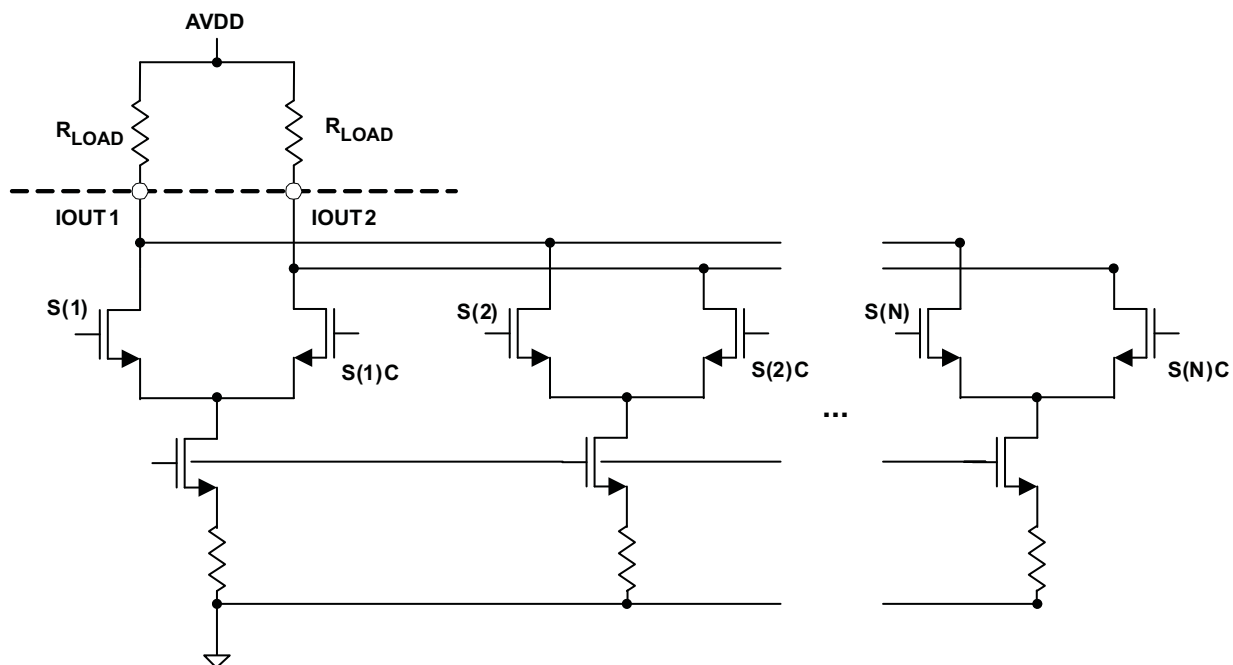 AVDD
RLOAD
RLOAD
IOUT1
IOUT2
S(1)
S(1)C
S(2)
S(2)C
S(N)
S(N)C
...